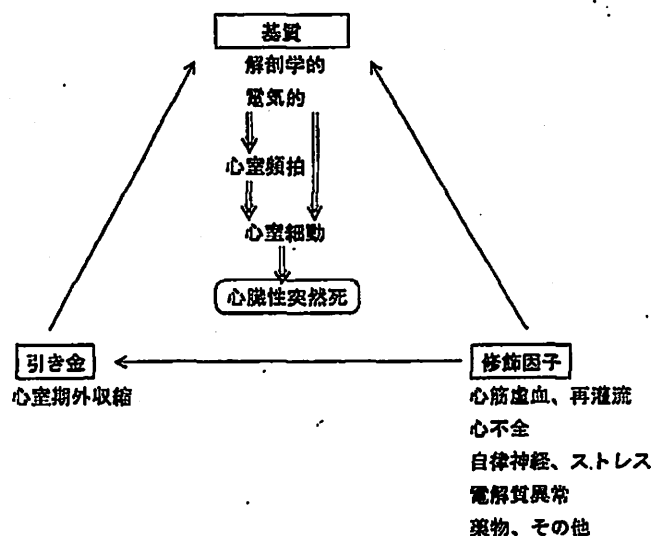 基質
解剖学的
電気的
心室頻拍
心室細動
心臓性突然死
引き金
心室期外収縮
修飾因子
心筋虚血、再灌流
心不全
自律神経、ストレス
電解質異常
薬物、その他